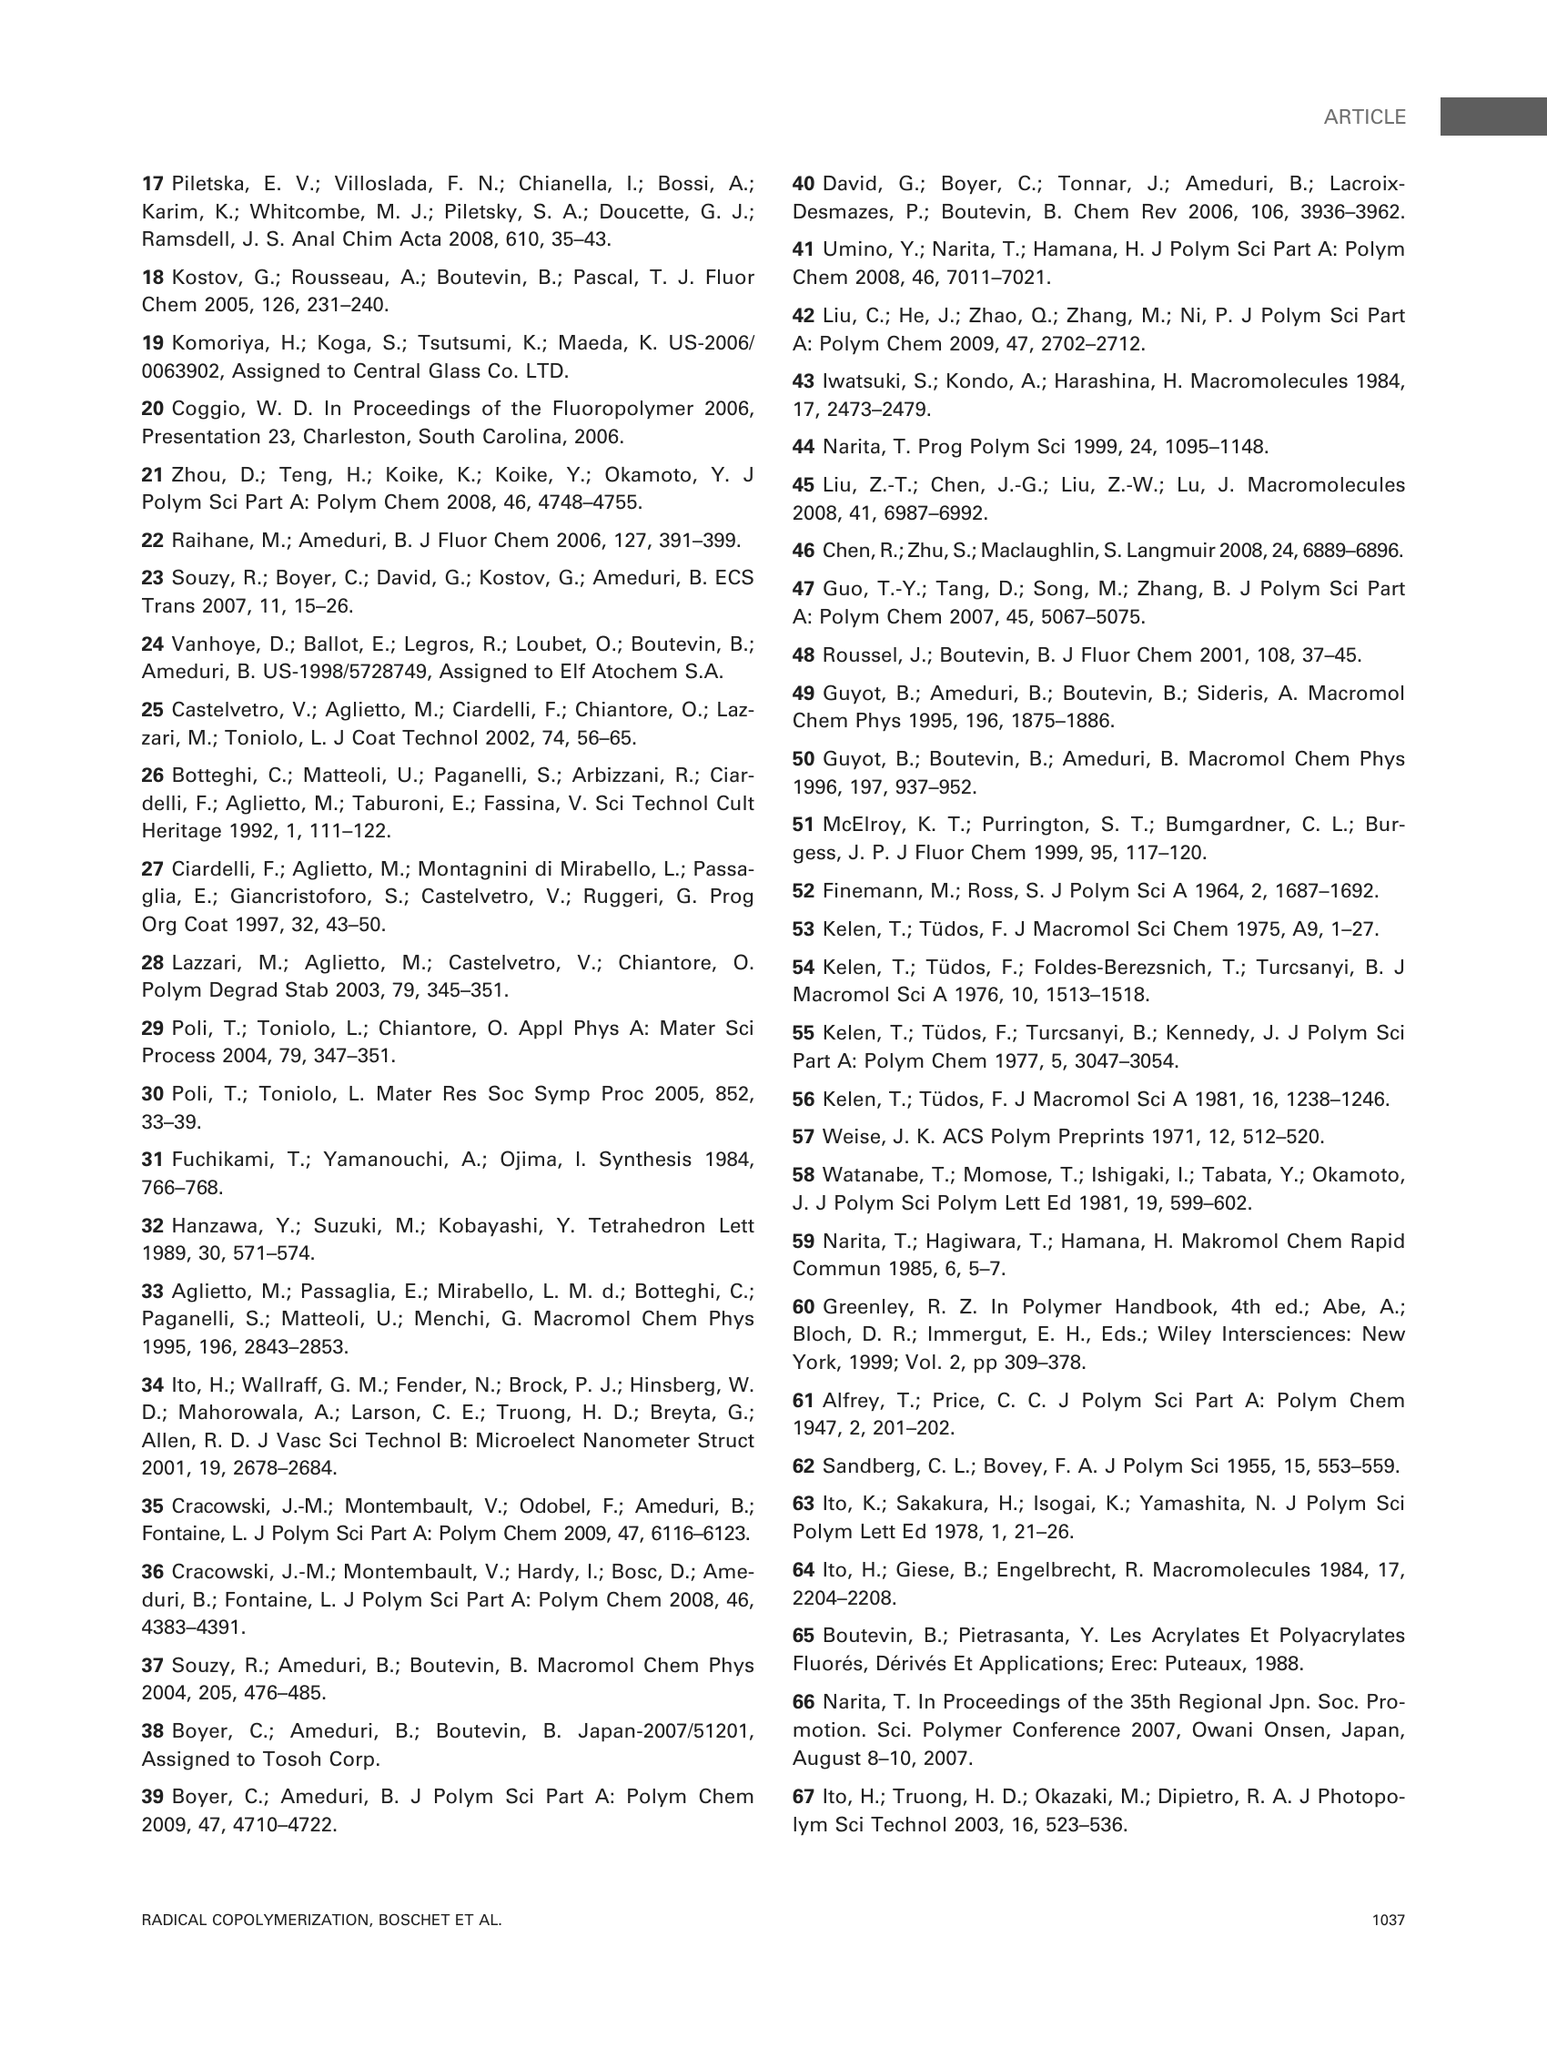 ARTICLE
17 Piletska, E. V.; Villoslada, F. N.; Chianella, I.; Bossi, A.;
Karim, K.; Whitcombe, M. J.; Piletsky, S. A.; Doucette, G. J.;
Ramsdell, J. S. Anal Chim Acta 2008, 610, 35–43.
18 Kostov, G.; Rousseau, A.; Boutevin, B.; Pascal, T. J. Fluor
Chem 2005, 126, 231–240.
19 Komoriya, H.; Koga, S.; Tsutsumi, K.; Maeda, K. US-2006/
0063902, Assigned to Central Glass Co. LTD.
20 Coggio, W. D. In Proceedings of the Fluoropolymer 2006,
Presentation 23, Charleston, South Carolina, 2006.
21 Zhou, D.; Teng, H.; Koike, K.; Koike, Y.; Okamoto, Y. J
Polym Sci Part A: Polym Chem 2008, 46, 4748–4755.
22 Raihane, M.; Ameduri, B. J Fluor Chem 2006, 127, 391–399.
23 Souzy, R.; Boyer, C.; David, G.; Kostov, G.; Ameduri, B. ECS
Trans 2007, 11, 15–26.
24 Vanhoye, D.; Ballot, E.; Legros, R.; Loubet, O.; Boutevin, B.;
Ameduri, B. US-1998/5728749, Assigned to Elf Atochem S.A.
25 Castelvetro, V.; Aglietto, M.; Ciardelli, F.; Chiantore, O.; Laz-
zari, M.; Toniolo, L. J Coat Technol 2002, 74, 56–65.
26 Botteghi, C.; Matteoli, U.; Paganelli, S.; Arbizzani, R.; Ciar-
delli, F.; Aglietto, M.; Taburoni, E.; Fassina, V. Sci Technol Cult
Heritage 1992, 1, 111–122.
27 Ciardelli, F.; Aglietto, M.; Montagnini di Mirabello, L.; Passa-
glia, E.; Giancristoforo, S.; Castelvetro, V.; Ruggeri, G. Prog
Org Coat 1997, 32, 43–50.
28 Lazzari, M.; Aglietto, M.; Castelvetro, V.; Chiantore, O.
Polym Degrad Stab 2003, 79, 345–351.
29 Poli, T.; Toniolo, L.; Chiantore, O. Appl Phys A: Mater Sci
Process 2004, 79, 347–351.
30 Poli, T.; Toniolo, L. Mater Res Soc Symp Proc 2005, 852,
33–39.
31 Fuchikami, T.; Yamanouchi, A.; Ojima, I. Synthesis 1984,
766–768.
32 Hanzawa, Y.; Suzuki, M.; Kobayashi, Y. Tetrahedron Lett
1989, 30, 571–574.
33 Aglietto, M.; Passaglia, E.; Mirabello, L. M. d.; Botteghi, C.;
Paganelli, S.; Matteoli, U.; Menchi, G. Macromol Chem Phys
1995, 196, 2843–2853.
34 Ito, H.; Wallraff, G. M.; Fender, N.; Brock, P. J.; Hinsberg, W.
D.; Mahorowala, A.; Larson, C. E.; Truong, H. D.; Breyta, G.;
Allen, R. D. J Vasc Sci Technol B: Microelect Nanometer Struct
2001, 19, 2678–2684.
35 Cracowski, J.-M.; Montembault, V.; Odobel, F.; Ameduri, B.;
Fontaine, L. J Polym Sci Part A: Polym Chem 2009, 47, 6116–6123.
36 Cracowski, J.-M.; Montembault, V.; Hardy, I.; Bosc, D.; Ame-
duri, B.; Fontaine, L. J Polym Sci Part A: Polym Chem 2008, 46,
4383–4391.
37 Souzy, R.; Ameduri, B.; Boutevin, B. Macromol Chem Phys
2004, 205, 476–485.
38 Boyer, C.; Ameduri, B.; Boutevin, B. Japan-2007/51201,
Assigned to Tosoh Corp.
39 Boyer, C.; Ameduri, B. J Polym Sci Part A: Polym Chem
2009, 47, 4710–4722.
40 David, G.; Boyer, C.; Tonnar, J.; Ameduri, B.; Lacroix-
Desmazes, P.; Boutevin, B. Chem Rev 2006, 106, 3936–3962.
41 Umino, Y.; Narita, T.; Hamana, H. J Polym Sci Part A: Polym
Chem 2008, 46, 7011–7021.
42 Liu, C.; He, J.; Zhao, Q.; Zhang, M.; Ni, P. J Polym Sci Part
A: Polym Chem 2009, 47, 2702–2712.
43 Iwatsuki, S.; Kondo, A.; Harashina, H. Macromolecules 1984,
17, 2473–2479.
44 Narita, T. Prog Polym Sci 1999, 24, 1095–1148.
45 Liu, Z.-T.; Chen, J.-G.; Liu, Z.-W.; Lu, J. Macromolecules
2008, 41, 6987–6992.
46 Chen, R.; Zhu, S.; Maclaughlin, S. Langmuir 2008, 24, 6889–6896.
47 Guo, T.-Y.; Tang, D.; Song, M.; Zhang, B. J Polym Sci Part
A: Polym Chem 2007, 45, 5067–5075.
48 Roussel, J.; Boutevin, B. J Fluor Chem 2001, 108, 37–45.
49 Guyot, B.; Ameduri, B.; Boutevin, B.; Sideris, A. Macromol
Chem Phys 1995, 196, 1875–1886.
50 Guyot, B.; Boutevin, B.; Ameduri, B. Macromol Chem Phys
1996, 197, 937–952.
51 McElroy, K. T.; Purrington, S. T.; Bumgardner, C. L.; Bur-
gess, J. P. J Fluor Chem 1999, 95, 117–120.
52 Finemann, M.; Ross, S. J Polym Sci A 1964, 2, 1687–1692.
53 Kelen, T.; Tüdos, F. J Macromol Sci Chem 1975, A9, 1–27.
54 Kelen, T.; Tüdos, F.; Foldes-Berezsnich, T.; Turcsanyi, B. J
Macromol Sci A 1976, 10, 1513–1518.
55 Kelen, T.; Tüdos, F.; Turcsanyi, B.; Kennedy, J. J Polym Sci
Part A: Polym Chem 1977, 5, 3047–3054.
56 Kelen, T.; Tüdos, F. J Macromol Sci A 1981, 16, 1238–1246.
57 Weise, J. K. ACS Polym Preprints 1971, 12, 512–520.
58 Watanabe, T.; Momose, T.; Ishigaki, I.; Tabata, Y.; Okamoto,
J. J Polym Sci Polym Lett Ed 1981, 19, 599–602.
59 Narita, T.; Hagiwara, T.; Hamana, H. Makromol Chem Rapid
Commun 1985, 6, 5–7.
60 Greenley, R. Z. In Polymer Handbook, 4th ed.; Abe, A.;
Bloch, D. R.; Immergut, E. H., Eds.; Wiley Intersciences: New
York, 1999; Vol. 2, pp 309–378.
61 Alfrey, T.; Price, C. C. J Polym Sci Part A: Polym Chem
1947, 2, 201–202.
62 Sandberg, C. L.; Bovey, F. A. J Polym Sci 1955, 15, 553–559.
63 Ito, K.; Sakakura, H.; Isogai, K.; Yamashita, N. J Polym Sci
Polym Lett Ed 1978, 1, 21–26.
64 Ito, H.; Giese, B.; Engelbrecht, R. Macromolecules 1984, 17,
2204–2208.
65 Boutevin, B.; Pietrasanta, Y. Les Acrylates Et Polyacrylates
Fluorés, Dérivés Et Applications; Erec: Puteaux, 1988.
66 Narita, T. In Proceedings of the 35th Regional Jpn. Soc. Pro-
motion. Sci. Polymer Conference 2007, Owani Onsen, Japan,
August 8–10, 2007.
67 Ito, H.; Truong, H. D.; Okazaki, M.; Dipietro, R. A. J Photopo-
lym Sci Technol 2003, 16, 523–536.
RADICAL COPOLYMERIZATION, BOSCHET ET AL.
1037